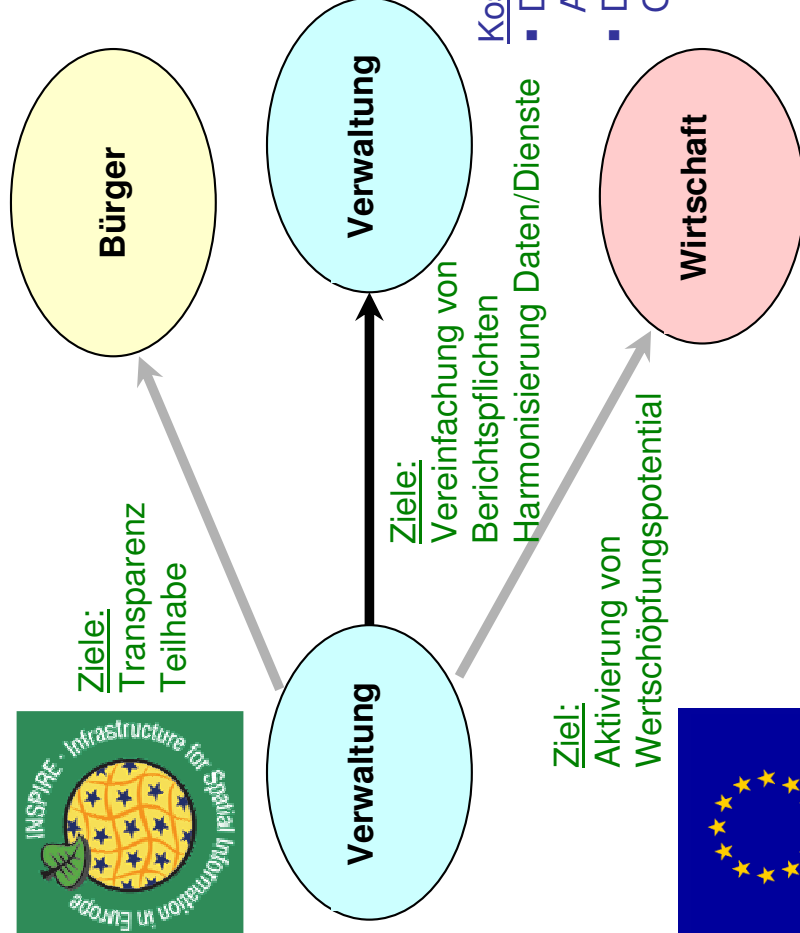 INSPIRE · Infrastructure for Spatial Information in Europe
Ziele:
Transparenz
Teilhabe
Bürger
Verwaltung
Ziele:
Vereinfachung von
Berichtspflichten
Harmonisierung Daten/Dienste
Verwaltung
Ziel:
Aktivierung von
Wertschöpfungspotential
Wirtschaft